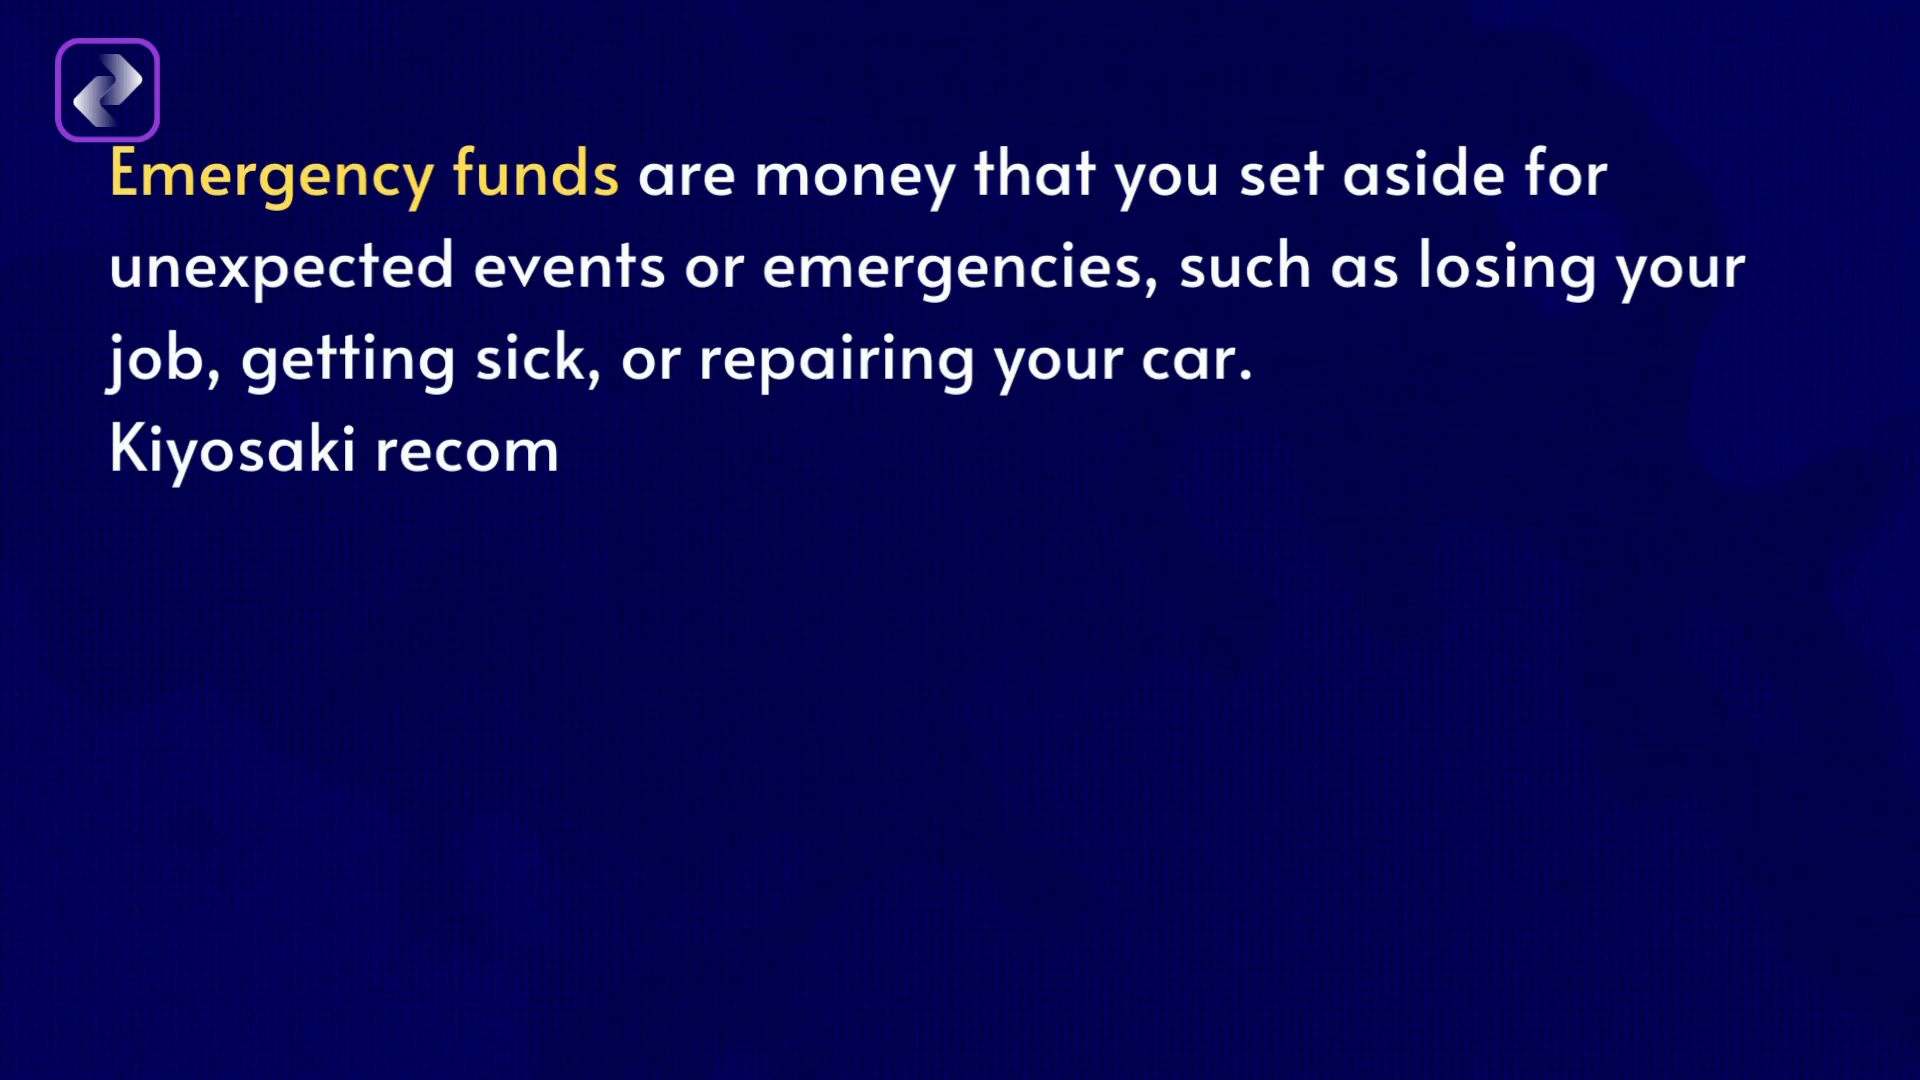 Emergency funds are money that you set aside for
unexpected events or emergencies, such as losing your
job, getting sick, or repairing your car.
Kiyosaki recom